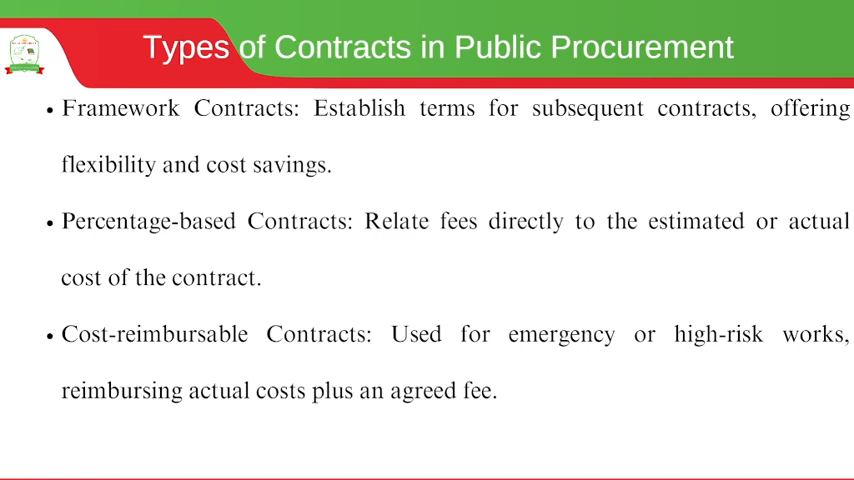 Types of Contracts in Public Procurement
• Framework Contracts: Establish terms for subsequent contracts, offering
flexibility and cost savings.
• Percentage-based Contracts: Relate fees directly to the estimated or actual
cost of the contract.
• Cost-reimbursable Contracts: Used for emergency or high-risk works,
reimbursing actual costs plus an agreed fee.